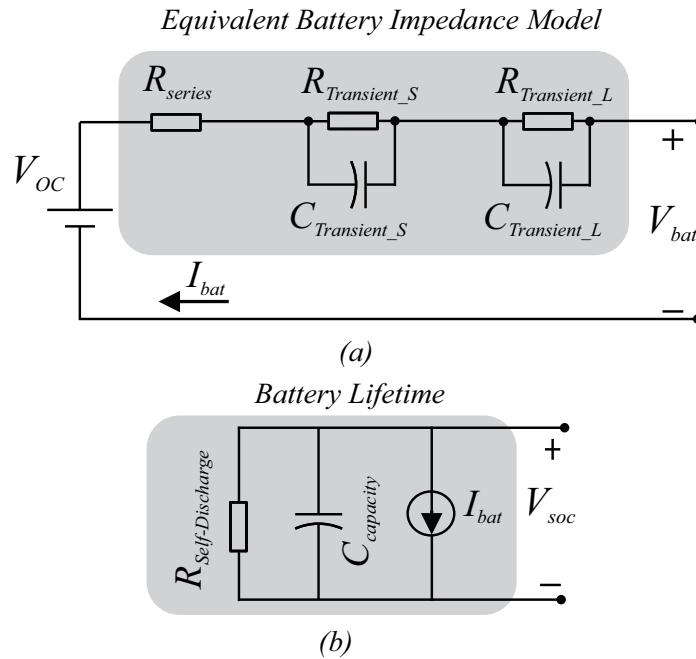 Equivalent Battery Impedance Model
R_series
R_Transient_S
R_Transient_L
V_OC
+
C_Transient_S
C_Transient_L
V_bat
I_bat
−
(a)
Battery Lifetime
+
R_Self-Discharge
C_capacity
I_bat
V_soc
−
(b)